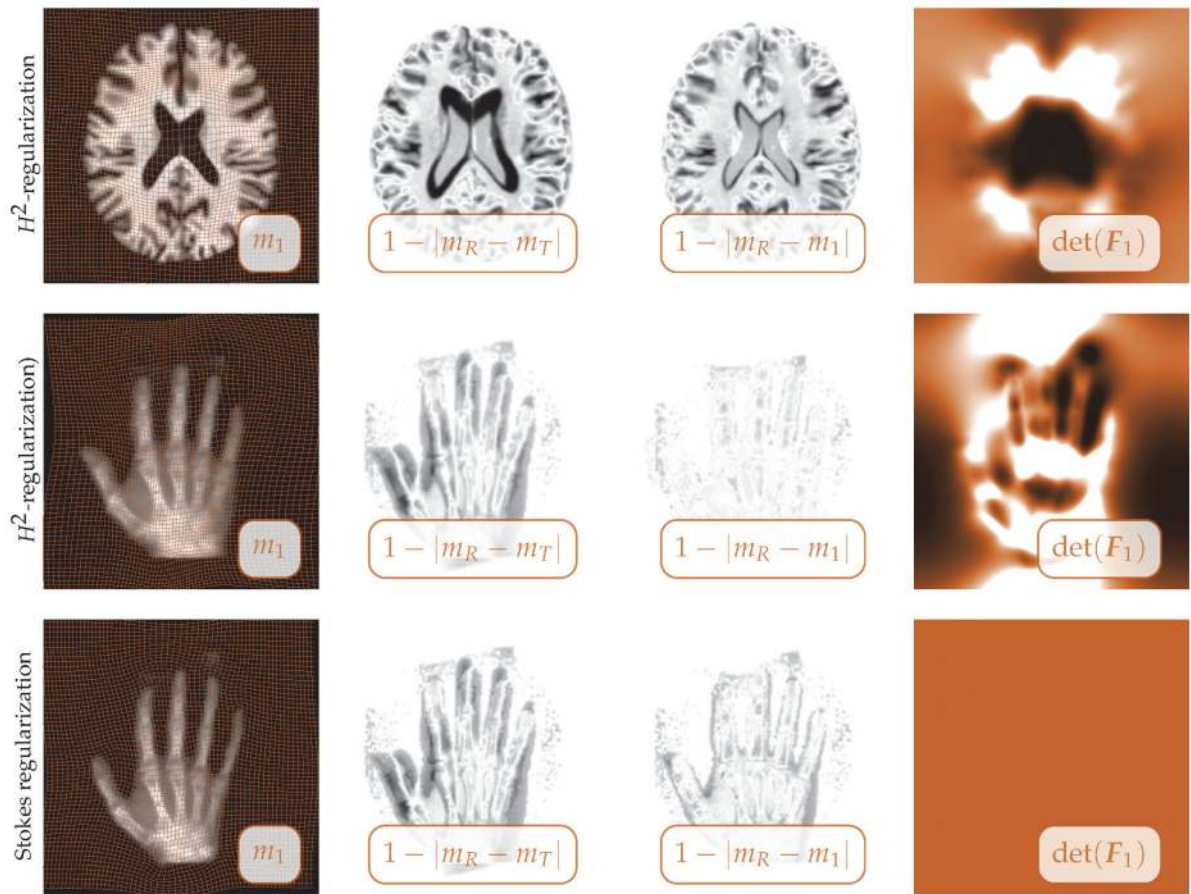 H²-regularization
m₁
1 − |m_R − m_T|
1 − |m_R − m₁|
det(F₁)
H²-regularization)
m₁
1 − |m_R − m_T|
1 − |m_R − m₁|
det(F₁)
Stokes regularization
m₁
1 − |m_R − m_T|
1 − |m_R − m₁|
det(F₁)